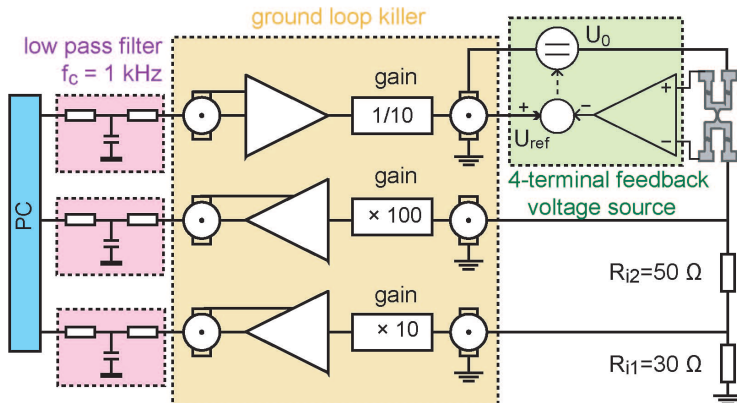 ground loop killer
low pass filter
f_c = 1 kHz
gain
1/10
U_0
+
−
+
U_ref
−
4-terminal feedback
voltage source
PC
gain
× 100
R_i2=50 Ω
gain
× 10
R_i1=30 Ω